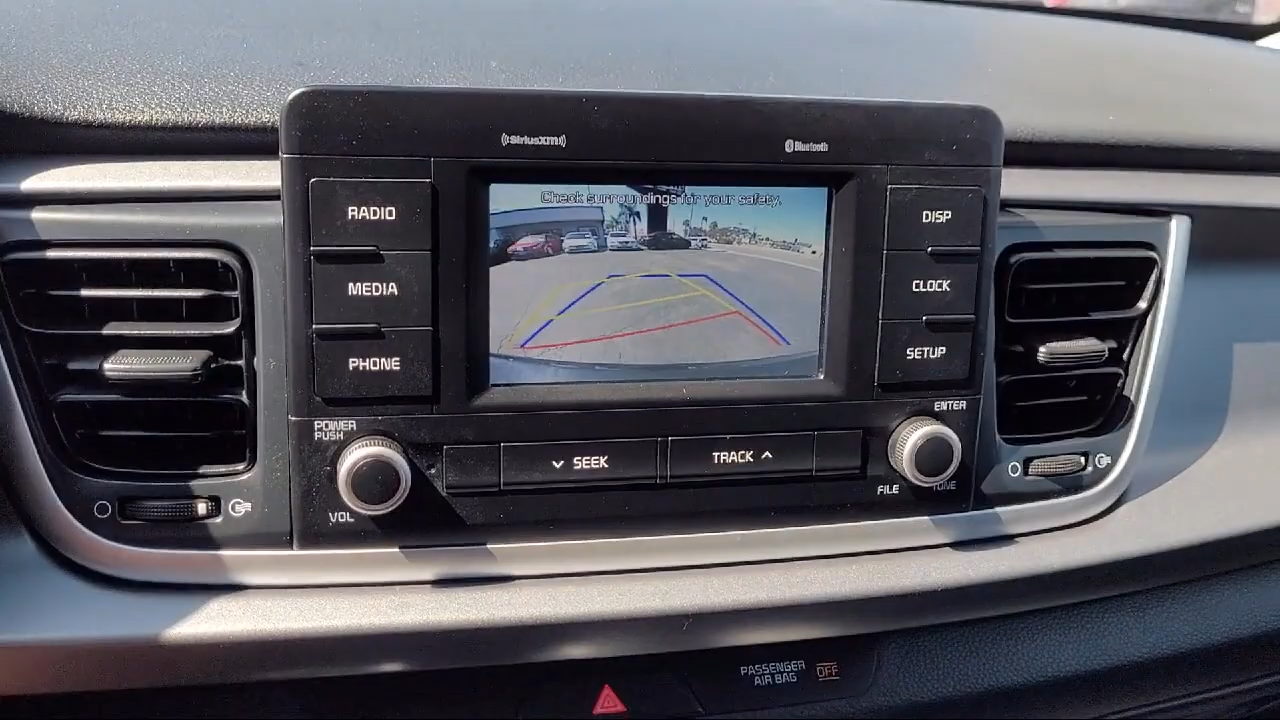 ((SiriusXM))
Bluetooth
RADIO
MEDIA
PHONE
Check surroundings for your safety.
DISP
CLOCK
SETUP
POWER
PUSH
VOL
SEEK
TRACK
ENTER
FILE
TUNE
PASSENGER
AIR BAG OFF